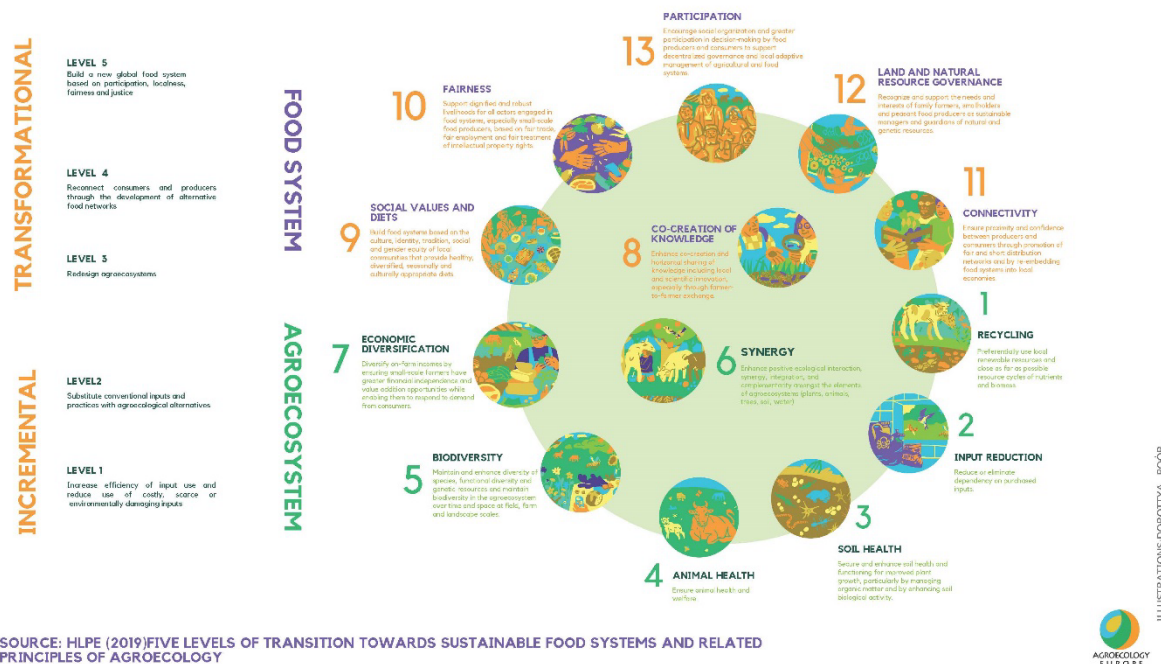 TRANSFORMATIONAL
INCREMENTAL
LEVEL 5
Build a new global food system
based on participation, localness,
fairness and justice
LEVEL 4
Reconnect consumers and producers
through the development of alternative
food networks
LEVEL 3
Redesign agroecosystems
LEVEL2
Substitute conventional inputs and
practices with agroecological alternatives
LEVEL 1
Increase efficiency of input use and
reduce use of costly, scarce or
environmentally damaging inputs
FOOD SYSTEM
AGROECOSYSTEM
13
PARTICIPATION
Encourage social organization and greater
participation in decision-making by food
producers and consumers to support
decentralized governance and local adaptive
management of agricultural and food
systems.
12
LAND AND NATURAL
RESOURCE GOVERNANCE
Recognize and support the needs and
interests of family farmers, smallholders
and peasant food producers as sustainable
managers and guardians of natural and
genetic resources.
10
FAIRNESS
Support dignified and robust
livelihoods for all actors engaged in
food systems, especially small-scale
food producers, based on fair trade,
fair employment and fair treatment
of intellectual property rights.
11
CONNECTIVITY
Ensure proximity and confidence
between producers and
consumers through promotion of
fair and short distribution
networks and by re-embedding
food systems into local
economies.
9
SOCIAL VALUES AND
DIETS
Build food systems based on the
culture, identity, tradition, social
and gender equity of local
communities that provide healthy,
diversified, seasonally and
culturally appropriate diets.
8
CO-CREATION OF
KNOWLEDGE
Enhance co-creation and
horizontal sharing of
knowledge including local
and scientific innovation,
especially through farmer-
to-farmer exchange.
1
RECYCLING
Preferentially use local
renewable resources and
close as far as possible
resource cycles of nutrients
and biomass.
7
ECONOMIC
DIVERSIFICATION
Diversify on-farm incomes by
ensuring small-scale farmers have
greater financial independence and
value addition opportunities while
enabling them to respond to demand
from consumers.
6
SYNERGY
Enhance positive ecological interaction,
synergy, integration, and
complementarity amongst the elements
of agroecosystems (plants, animals,
trees, soil, water)
2
INPUT REDUCTION
Reduce or eliminate
dependency on purchased
inputs.
5
BIODIVERSITY
Maintain and enhance diversity of
species, functional diversity and
genetic resources and maintain
biodiversity in the agroecosystem
over time and space at field, farm
and landscape scales.
3
SOIL HEALTH
Secure and enhance soil health and
functioning for improved plant
growth, particularly by managing
organic matter and by enhancing soil
biological activity.
4
ANIMAL HEALTH
Ensure animal health and
welfare.
SOURCE: HLPE (2019)FIVE LEVELS OF TRANSITION TOWARDS SUSTAINABLE FOOD SYSTEMS AND RELATED
PRINCIPLES OF AGROECOLOGY
AGROECOLOGY
EUROPE